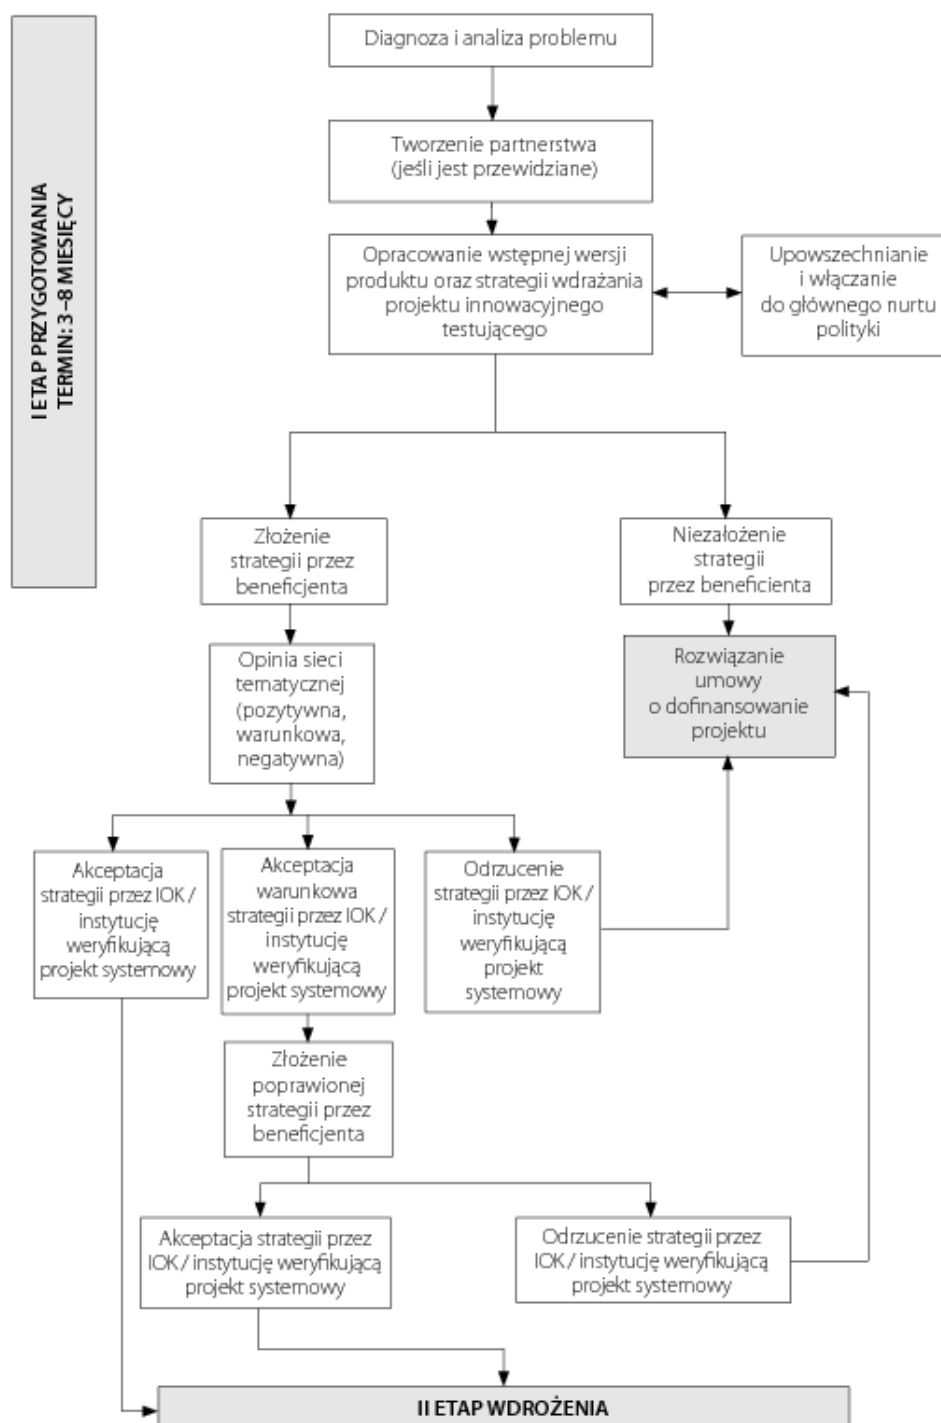 I ETAP PRZYGOTOWANIA
TERMIN: 3–8 MIESIĘCY
Diagnoza i analiza problemu
Tworzenie partnerstwa
(jeśli jest przewidziane)
Opracowanie wstępnej wersji
produktu oraz strategii wdrażania
projektu innowacyjnego
testującego
Upowszechnianie
i włączanie
do głównego nurtu
polityki
Złożenie
strategii przez
beneficjenta
Niezałożenie
strategii
przez beneficienta
Opinia sieci
tematycznej
(pozytywna,
warunkowa,
negatywna)
Rozwiązanie
umowy
o dofinansowanie
projektu
Akceptacja
strategii przez IOK /
instytucję
weryfikującą
projekt systemowy
Akceptacja
warunkowa
strategii przez IOK /
instytucję
weryfikującą
projekt systemowy
Odrzucenie
strategii przez IOK /
instytucję
weryfikującą
projekt
systemowy
Złożenie
poprawionej
strategii przez
beneficjenta
Akceptacja strategii przez
IOK / instytucję weryfikującą
projekt systemowy
Odrzucenie strategii przez
IOK / instytucję weryfikującą
projekt systemowy
II ETAP WDROŻENIA